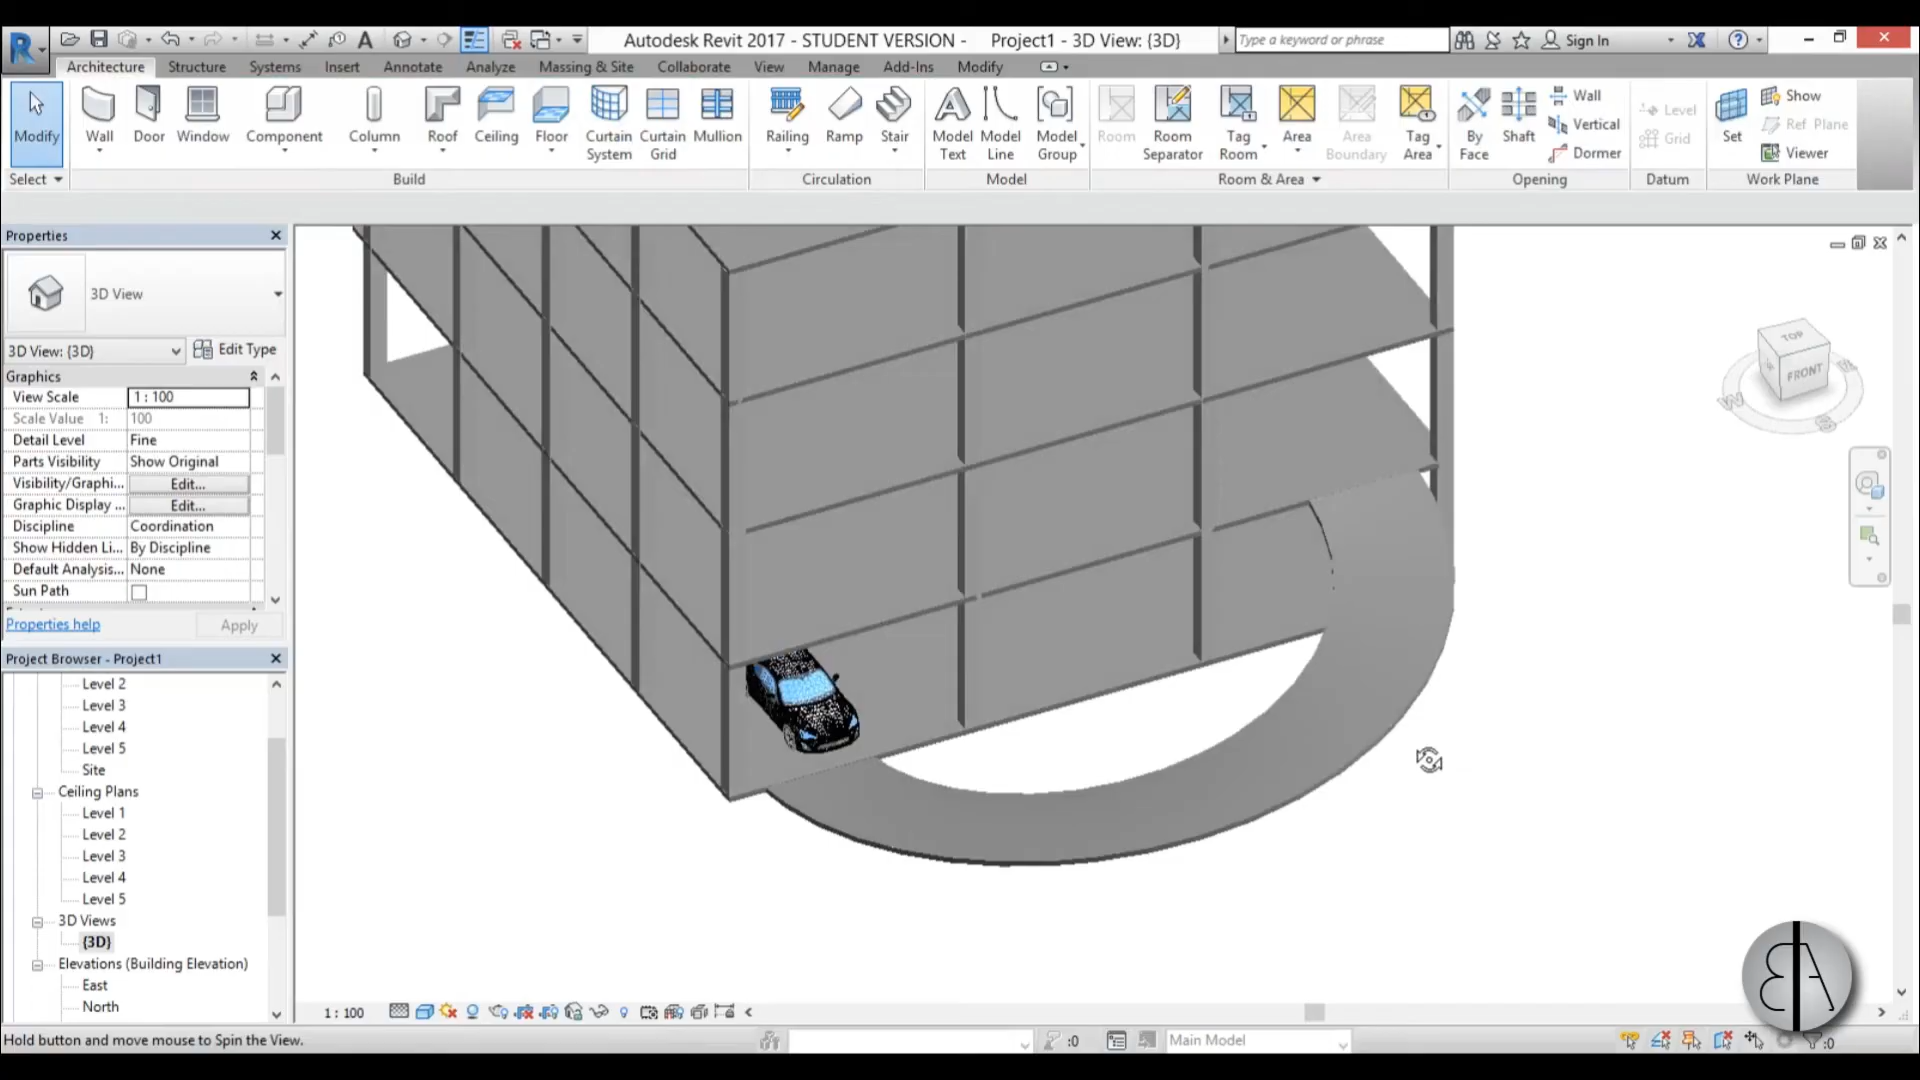 Autodesk Revit 2017 - STUDENT VERSION - Project1 - 3D View: {3D}
Type a keyword or phrase
Sign In
Architecture Structure Systems Insert Annotate Analyze Massing & Site Collaborate View Manage Add-Ins Modify
Modify Wall Door Window Component Column Roof Ceiling Floor Curtain System Curtain Grid Mullion Railing Ramp Stair Model Text Model Line Model Group Room Room Separator Tag Room Area Area Boundary Tag Area By Face Shaft Wall Vertical Dormer Level Grid Set Show Ref Plane Viewer
Select Build Circulation Model Room & Area Opening Datum Work Plane
Properties
3D View
3D View: {3D} Edit Type
Graphics
View Scale 1 : 100
Scale Value 1: 100
Detail Level Fine
Parts Visibility Show Original
Visibility/Graphi... Edit...
Graphic Display ... Edit...
Discipline Coordination
Show Hidden Li... By Discipline
Default Analysis... None
Sun Path
Properties help Apply
Project Browser - Project1
Level 2
Level 3
Level 4
Level 5
Site
Ceiling Plans
Level 1
Level 2
Level 3
Level 4
Level 5
3D Views
{3D}
Elevations (Building Elevation)
East
North
TOP
FRONT
W
S
1 : 100
Hold button and move mouse to Spin the View.
:0
Main Model
:0